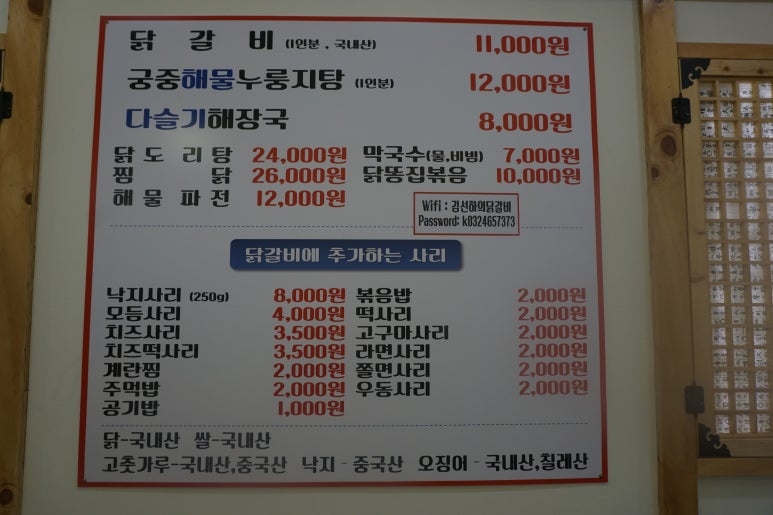 닭 갈 비 (1인분 , 국내산) 11,000원
궁중해물누룽지탕 (1인분) 12,000원
다슬기해장국 8,000원
닭 도 리 탕 24,000원 막국수(물,비빙) 7,000원
찜 닭 26,000원 닭똥집볶음 10,000원
해 물 파 전 12,000원
Wifi : 김선하의닭갈비
Password: k0324657373
닭갈비에 추가하는 사리
낙지사리 (250g) 8,000원 볶음밥 2,000원
모듬사리 4,000원 떡사리 2,000원
치즈사리 3,500원 고구마사리 2,000원
치즈떡사리 3,500원 라면사리 2,000원
계란찜 2,000원 쫄면사리 2,000원
주먹밥 2,000원 우동사리 2,000원
공기밥 1,000원
닭-국내산 쌀-국내산
고춧가루-국내산,중국산 낙지 - 중국산 오징어 - 국내산,칠레산